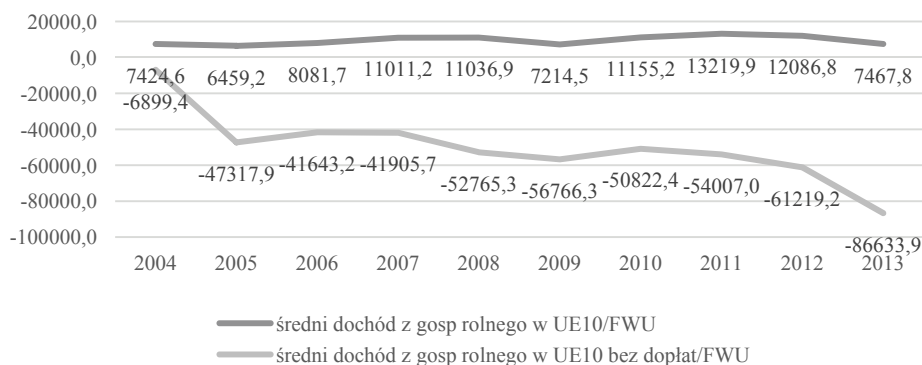 20000,0
0,0
-20000,0
-40000,0
-60000,0
-80000,0
-100000,0
7424,6 6459,2 8081,7 11011,2 11036,9 7214,5 11155,2 13219,9 12086,8 7467,8
-6899,4 -47317,9 -41643,2 -41905,7 -52765,3 -56766,3 -50822,4 -54007,0 -61219,2 -86633,9
2004 2005 2006 2007 2008 2009 2010 2011 2012 2013
średni dochód z gosp rolnego w UE10/FWU
średni dochód z gosp rolnego w UE10 bez dopłat/FWU